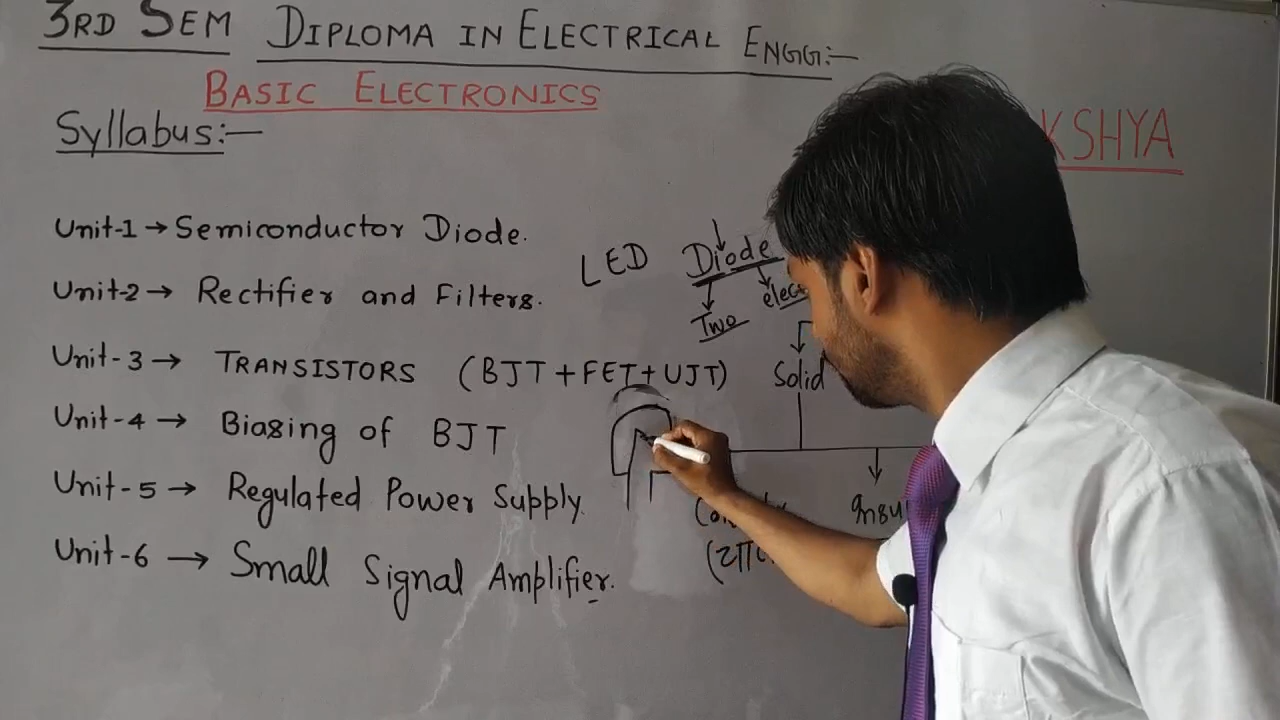 3RD SEM DIPLOMA IN ELECTRICAL ENGG:-
BASIC ELECTRONICS
KSHYA
Syllabus:-
Unit-1 → Semiconductor Diode.
Unit-2 → Rectifier and Filters.
Unit-3 → TRANSISTORS (BJT + FET + UJT)
Unit-4 → Biasing of BJT
Unit-5 → Regulated Power Supply.
Unit-6 → Small Signal Amplifier.
LED Diode
Two elect
Solid
Insu